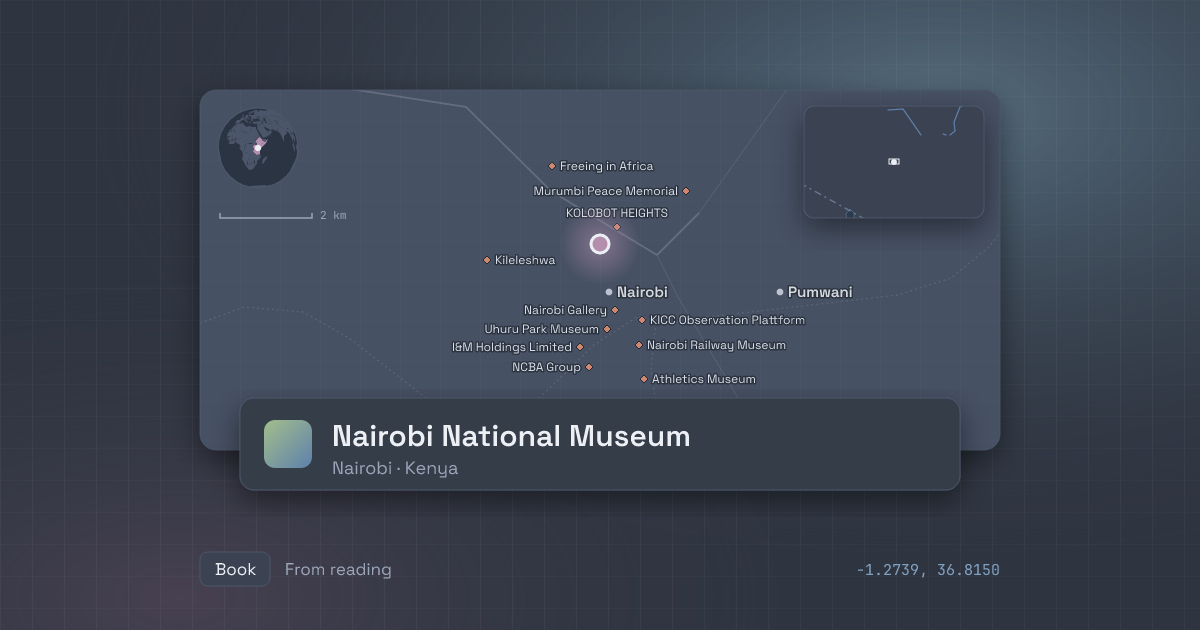 Freeing in Africa
Murumbi Peace Memorial
2 km
KOLOBOT HEIGHTS
Kileleshwa
Nairobi
Pumwani
Nairobi Gallery
KICC Observation Plattform
Uhuru Park Museum
I&M Holdings Limited
Nairobi Railway Museum
NCBA Group
Athletics Museum
Nairobi National Museum
Nairobi · Kenya
Book
From reading
-1.2739, 36.8150